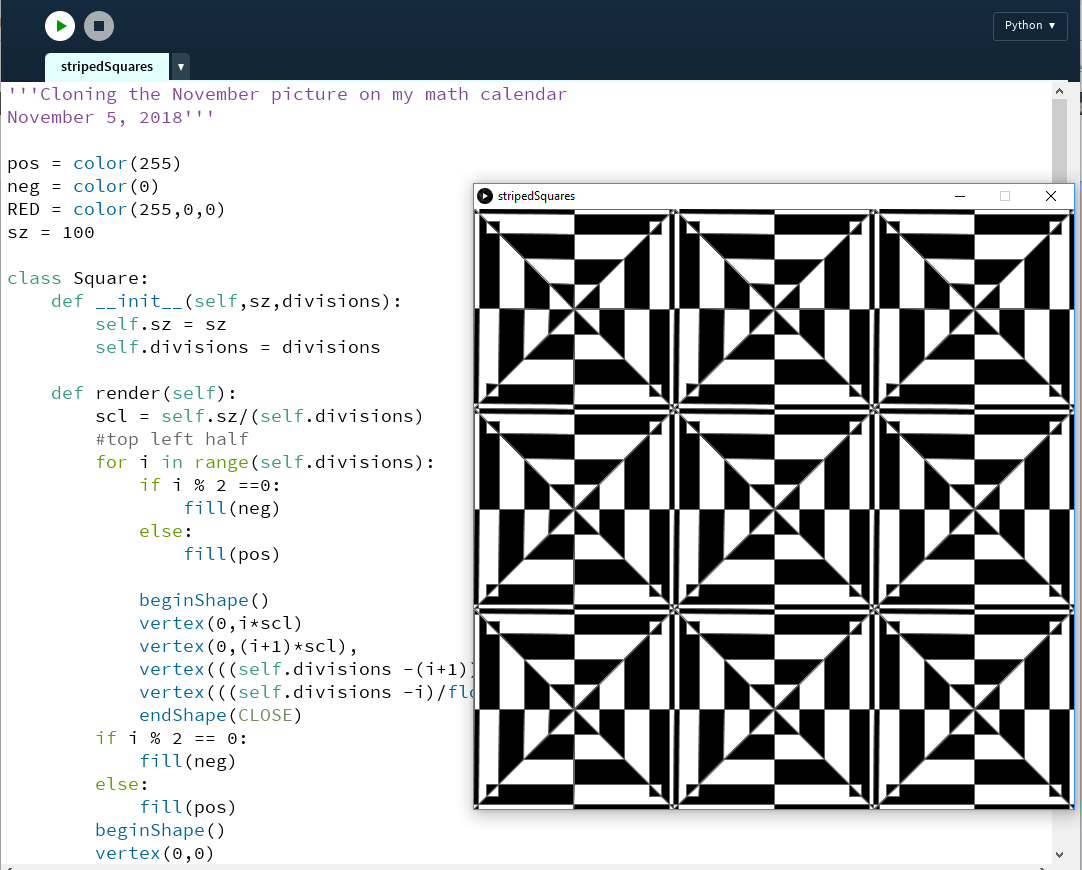 Python ▼
stripedSquares ▼
'''Cloning the November picture on my math calendar
November 5, 2018'''

pos = color(255)
neg = color(0)
RED = color(255,0,0)
sz = 100

class Square:
    def __init__(self,sz,divisions):
        self.sz = sz
        self.divisions = divisions

    def render(self):
        scl = self.sz/(self.divisions)
        #top left half
        for i in range(self.divisions):
            if i % 2 ==0:
                fill(neg)
            else:
                fill(pos)

            beginShape()
            vertex(0,i*scl)
            vertex(0,(i+1)*scl),
            vertex(((self.divisions -(i+1))
            vertex(((self.divisions -i)/flo
            endShape(CLOSE)
        if i % 2 == 0:
            fill(neg)
        else:
            fill(pos)
        beginShape()
        vertex(0,0)
stripedSquares